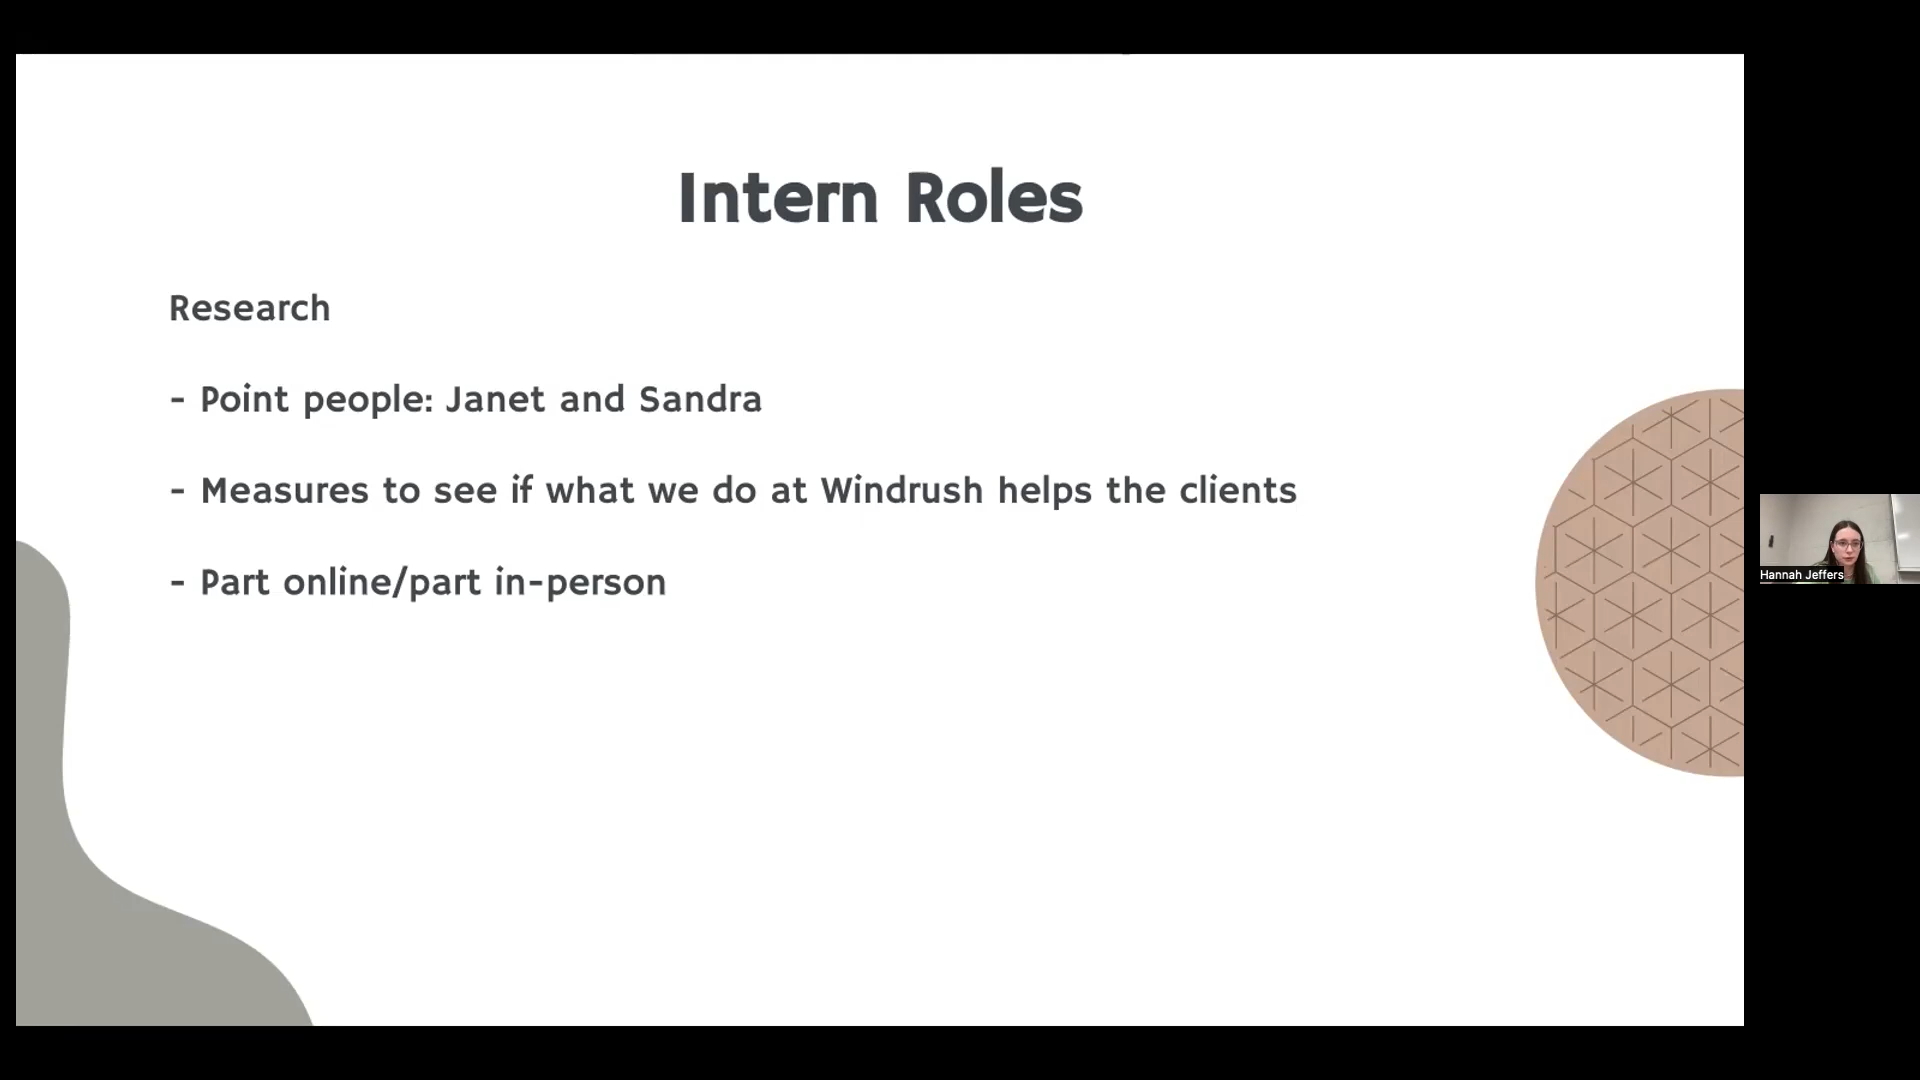 Intern Roles
Research
- Point people: Janet and Sandra
- Measures to see if what we do at Windrush helps the clients
- Part online/part in-person
Hannah Jeffers